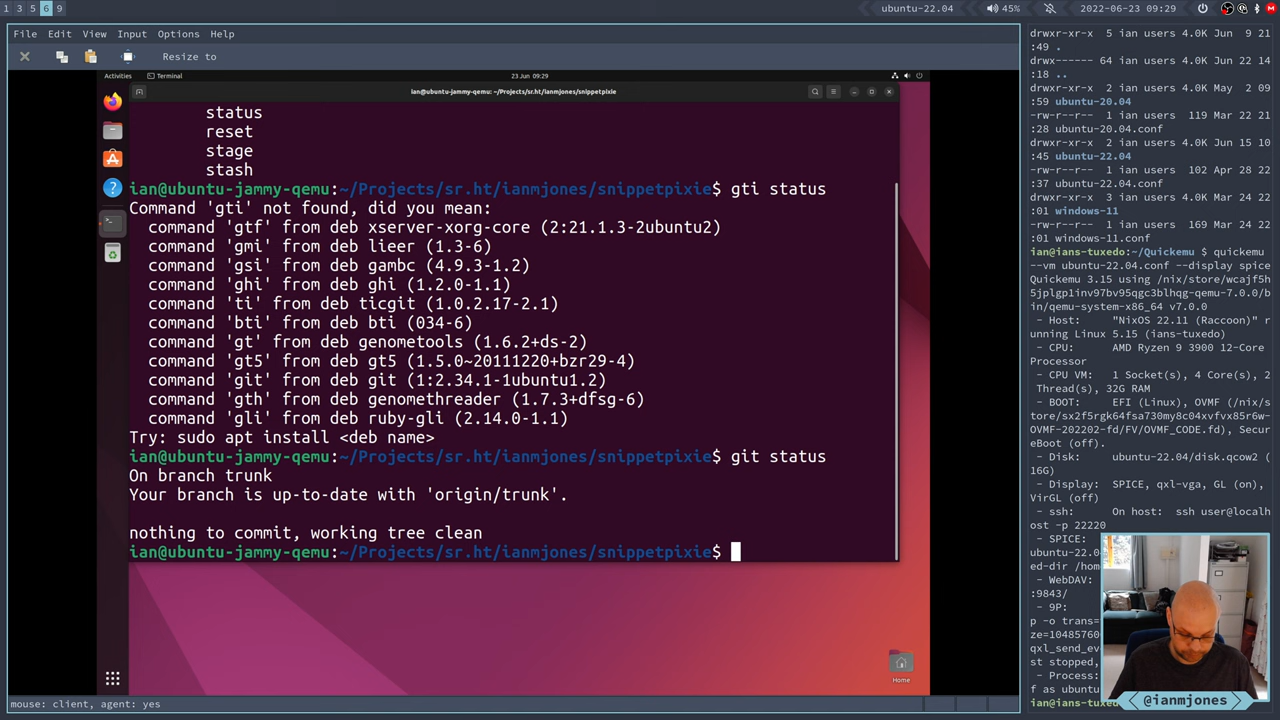 1 3 5 6 9
ubuntu-22.04
45%
2022-06-23 09:29
File Edit View Input Options Help
Resize to
Activities
Terminal
23 Jun 09:29
ian@ubuntu-jammy-qemu: ~/Projects/sr.ht/ianmjones/snippetpixie
status
reset
stage
stash
ian@ubuntu-jammy-qemu:~/Projects/sr.ht/ianmjones/snippetpixie$ gti status
Command 'gti' not found, did you mean:
command 'gtf' from deb xserver-xorg-core (2:21.1.3-2ubuntu2)
command 'gmi' from deb lieer (1.3-6)
command 'gsi' from deb gambc (4.9.3-1.2)
command 'ghi' from deb ghi (1.2.0-1.1)
command 'ti' from deb ticgit (1.0.2.17-2.1)
command 'bti' from deb bti (034-6)
command 'gt' from deb genometools (1.6.2+ds-2)
command 'gt5' from deb gt5 (1.5.0~20111220+bzr29-4)
command 'git' from deb git (1:2.34.1-1ubuntu1.2)
command 'gth' from deb genomethreader (1.7.3+dfsg-6)
command 'gli' from deb ruby-gli (2.14.0-1.1)
Try: sudo apt install <deb name>
ian@ubuntu-jammy-qemu:~/Projects/sr.ht/ianmjones/snippetpixie$ git status
On branch trunk
Your branch is up-to-date with 'origin/trunk'.
nothing to commit, working tree clean
ian@ubuntu-jammy-qemu:~/Projects/sr.ht/ianmjones/snippetpixie$
Home
mouse: client, agent: yes
drwxr-xr-x 5 ian users 4.0K Jun 9 21
:49 .
drwx------ 64 ian users 4.0K Jun 22 14
:18 ..
drwxr-xr-x 2 ian users 4.0K May 2 09
:59 ubuntu-20.04
-rw-r--r-- 1 ian users 119 Mar 22 21
:28 ubuntu-20.04.conf
drwxr-xr-x 2 ian users 4.0K Jun 15 10
:45 ubuntu-22.04
-rw-r--r-- 1 ian users 102 Apr 28 22
:37 ubuntu-22.04.conf
drwxr-xr-x 2 ian users 4.0K Mar 24 22
:01 windows-11
-rw-r--r-- 1 ian users 169 Mar 24 22
:01 windows-11.conf
ian@ians-tuxedo:~/Quickemu $ quickemu
--vm ubuntu-22.04.conf --display spice
Quickemu 3.15 using /nix/store/wcajf5h
5jplgp1inv97bv95qgc3blhqg-qemu-7.0.0/b
in/qemu-system-x86_64 v7.0.0
- Host: "NixOS 22.11 (Raccoon)" r
unning Linux 5.15 (ians-tuxedo)
- CPU: AMD Ryzen 9 3900 12-Core
Processor
- CPU VM: 1 Socket(s), 4 Core(s), 2
Thread(s), 32G RAM
- BOOT: EFI (Linux), OVMF (/nix/s
tore/sx2f5rgk64fsa730my8c04xvfvx85r6w-
OVMF-202202-fd/FV/OVMF_CODE.fd), Secur
eBoot (off).
- Disk: ubuntu-22.04/disk.qcow2 (
16G)
- Display: SPICE, qxl-vga, GL (on),
VirGL (off)
- ssh: On host: ssh user@localh
ost -p 22220
- SPICE:
ubuntu-22.0
ed-dir /hom
- WebDAV:
:9843/
- 9P:
p -o trans=
ze=10485760
qxl_send_ev
st stopped,
- Process:
f as ubuntu
ian@ians-tu
@ianmjones